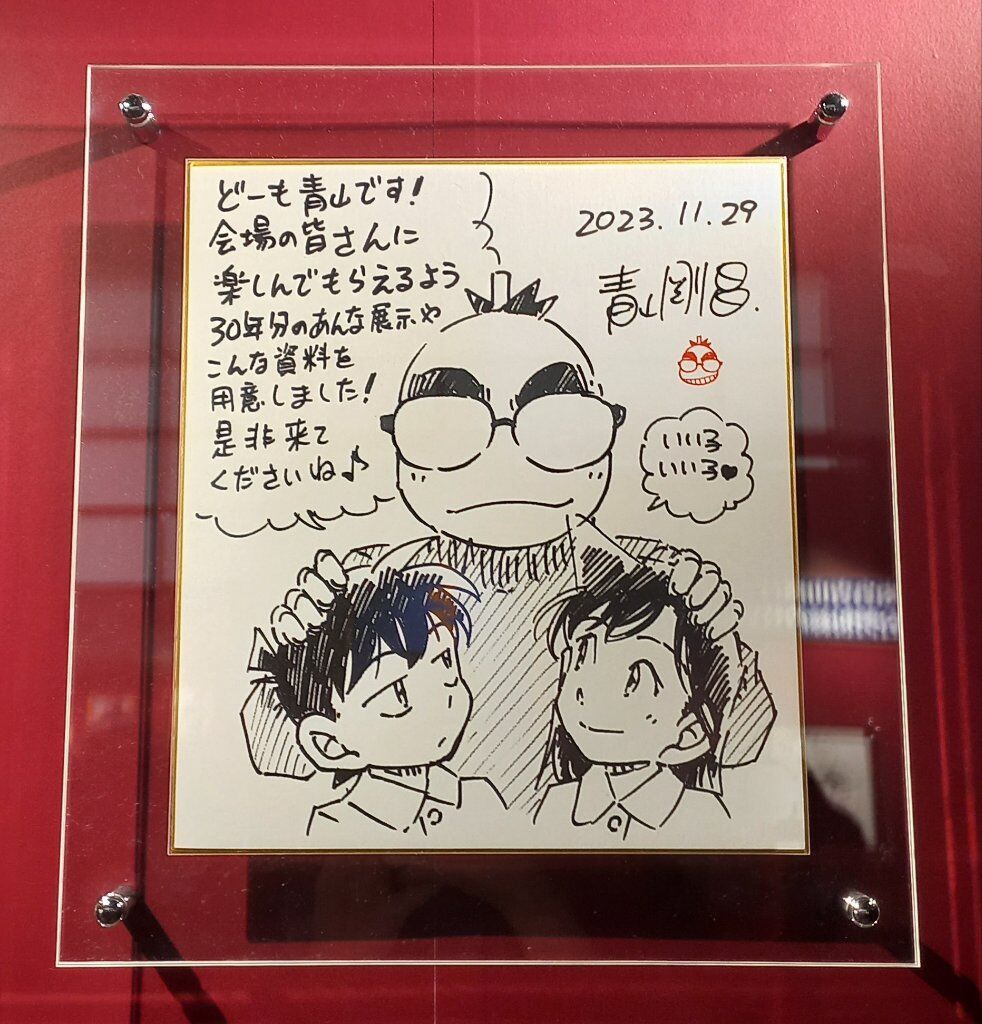 どーも青山です!
会場の皆さんに
楽しんでもらえるよう
30年分のあんな展示や
こんな資料を
用意しました!
是非来て
くださいね♪
2023.11.29
青山剛昌.
いい子
いい子♥